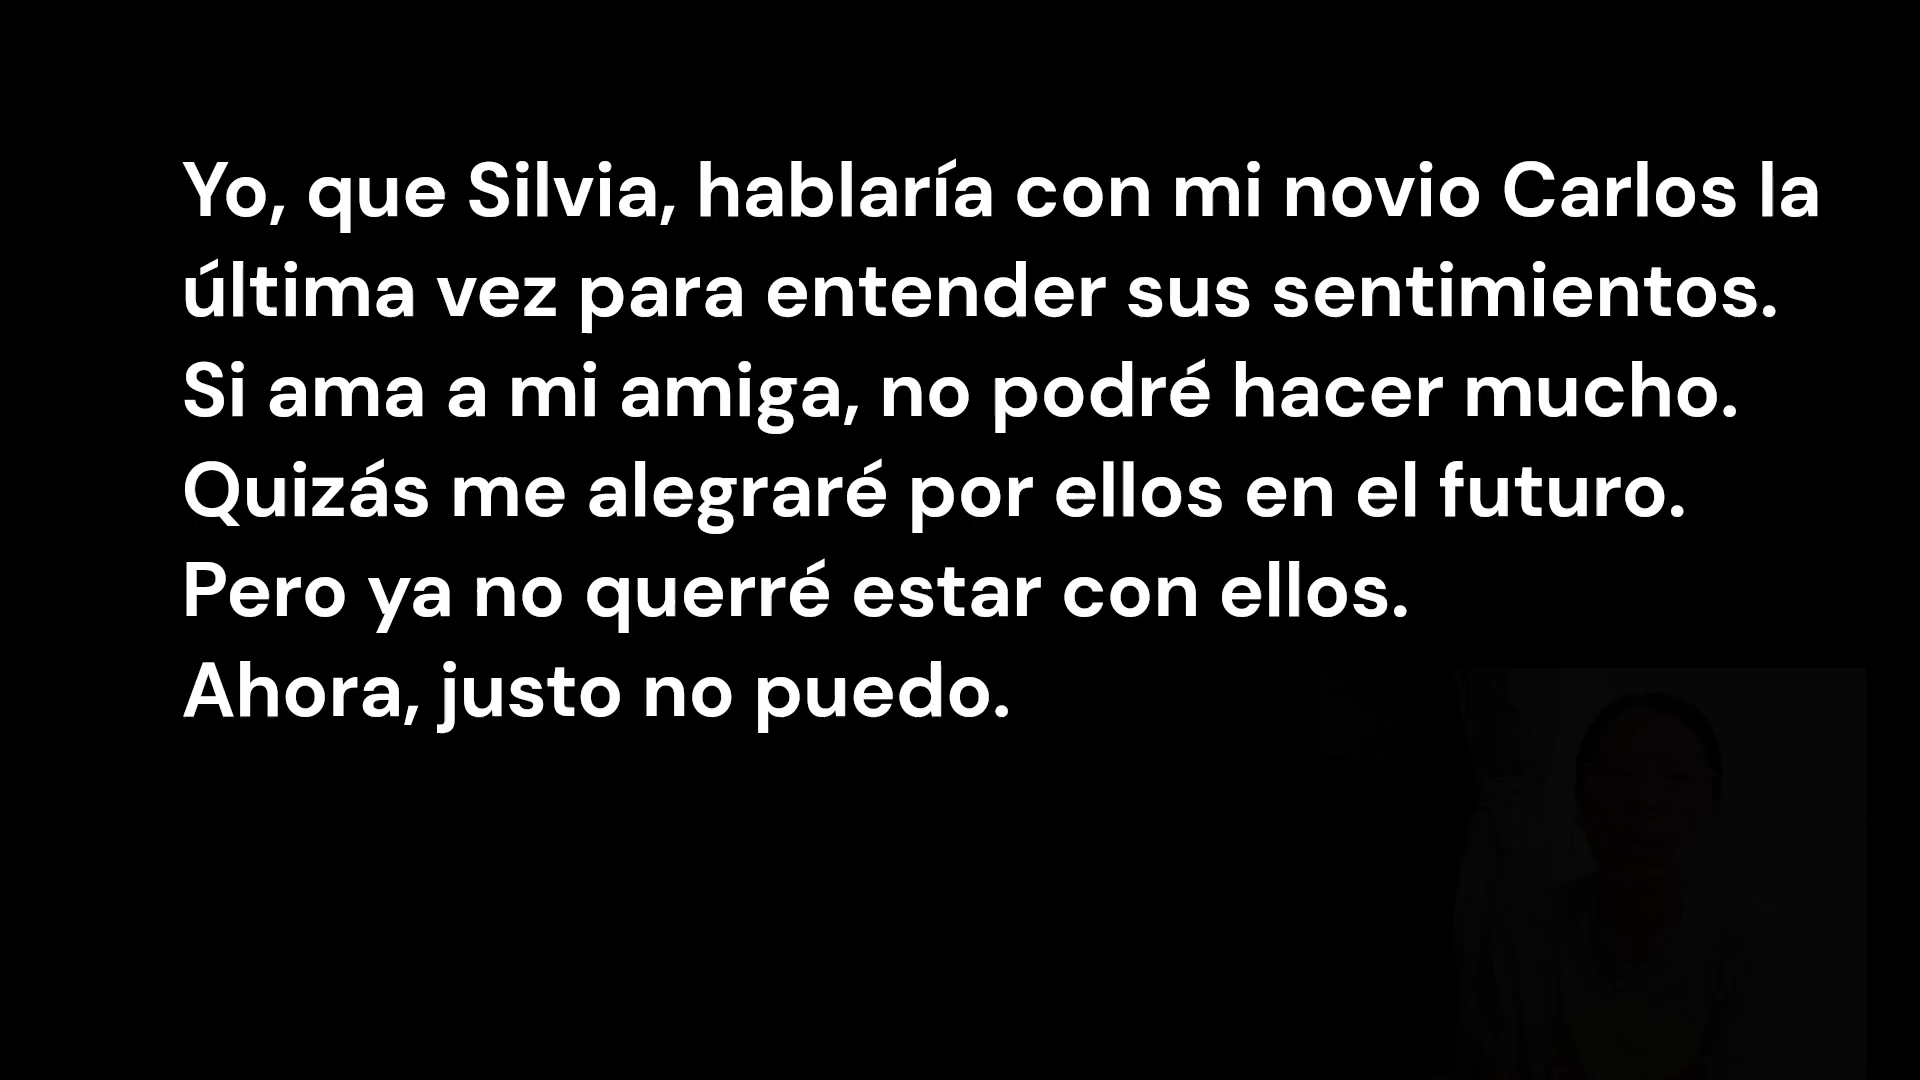 Yo, que Silvia, hablaría con mi novio Carlos la
última vez para entender sus sentimientos.
Si ama a mi amiga, no podré hacer mucho.
Quizás me alegraré por ellos en el futuro.
Pero ya no querré estar con ellos.
Ahora, justo no puedo.